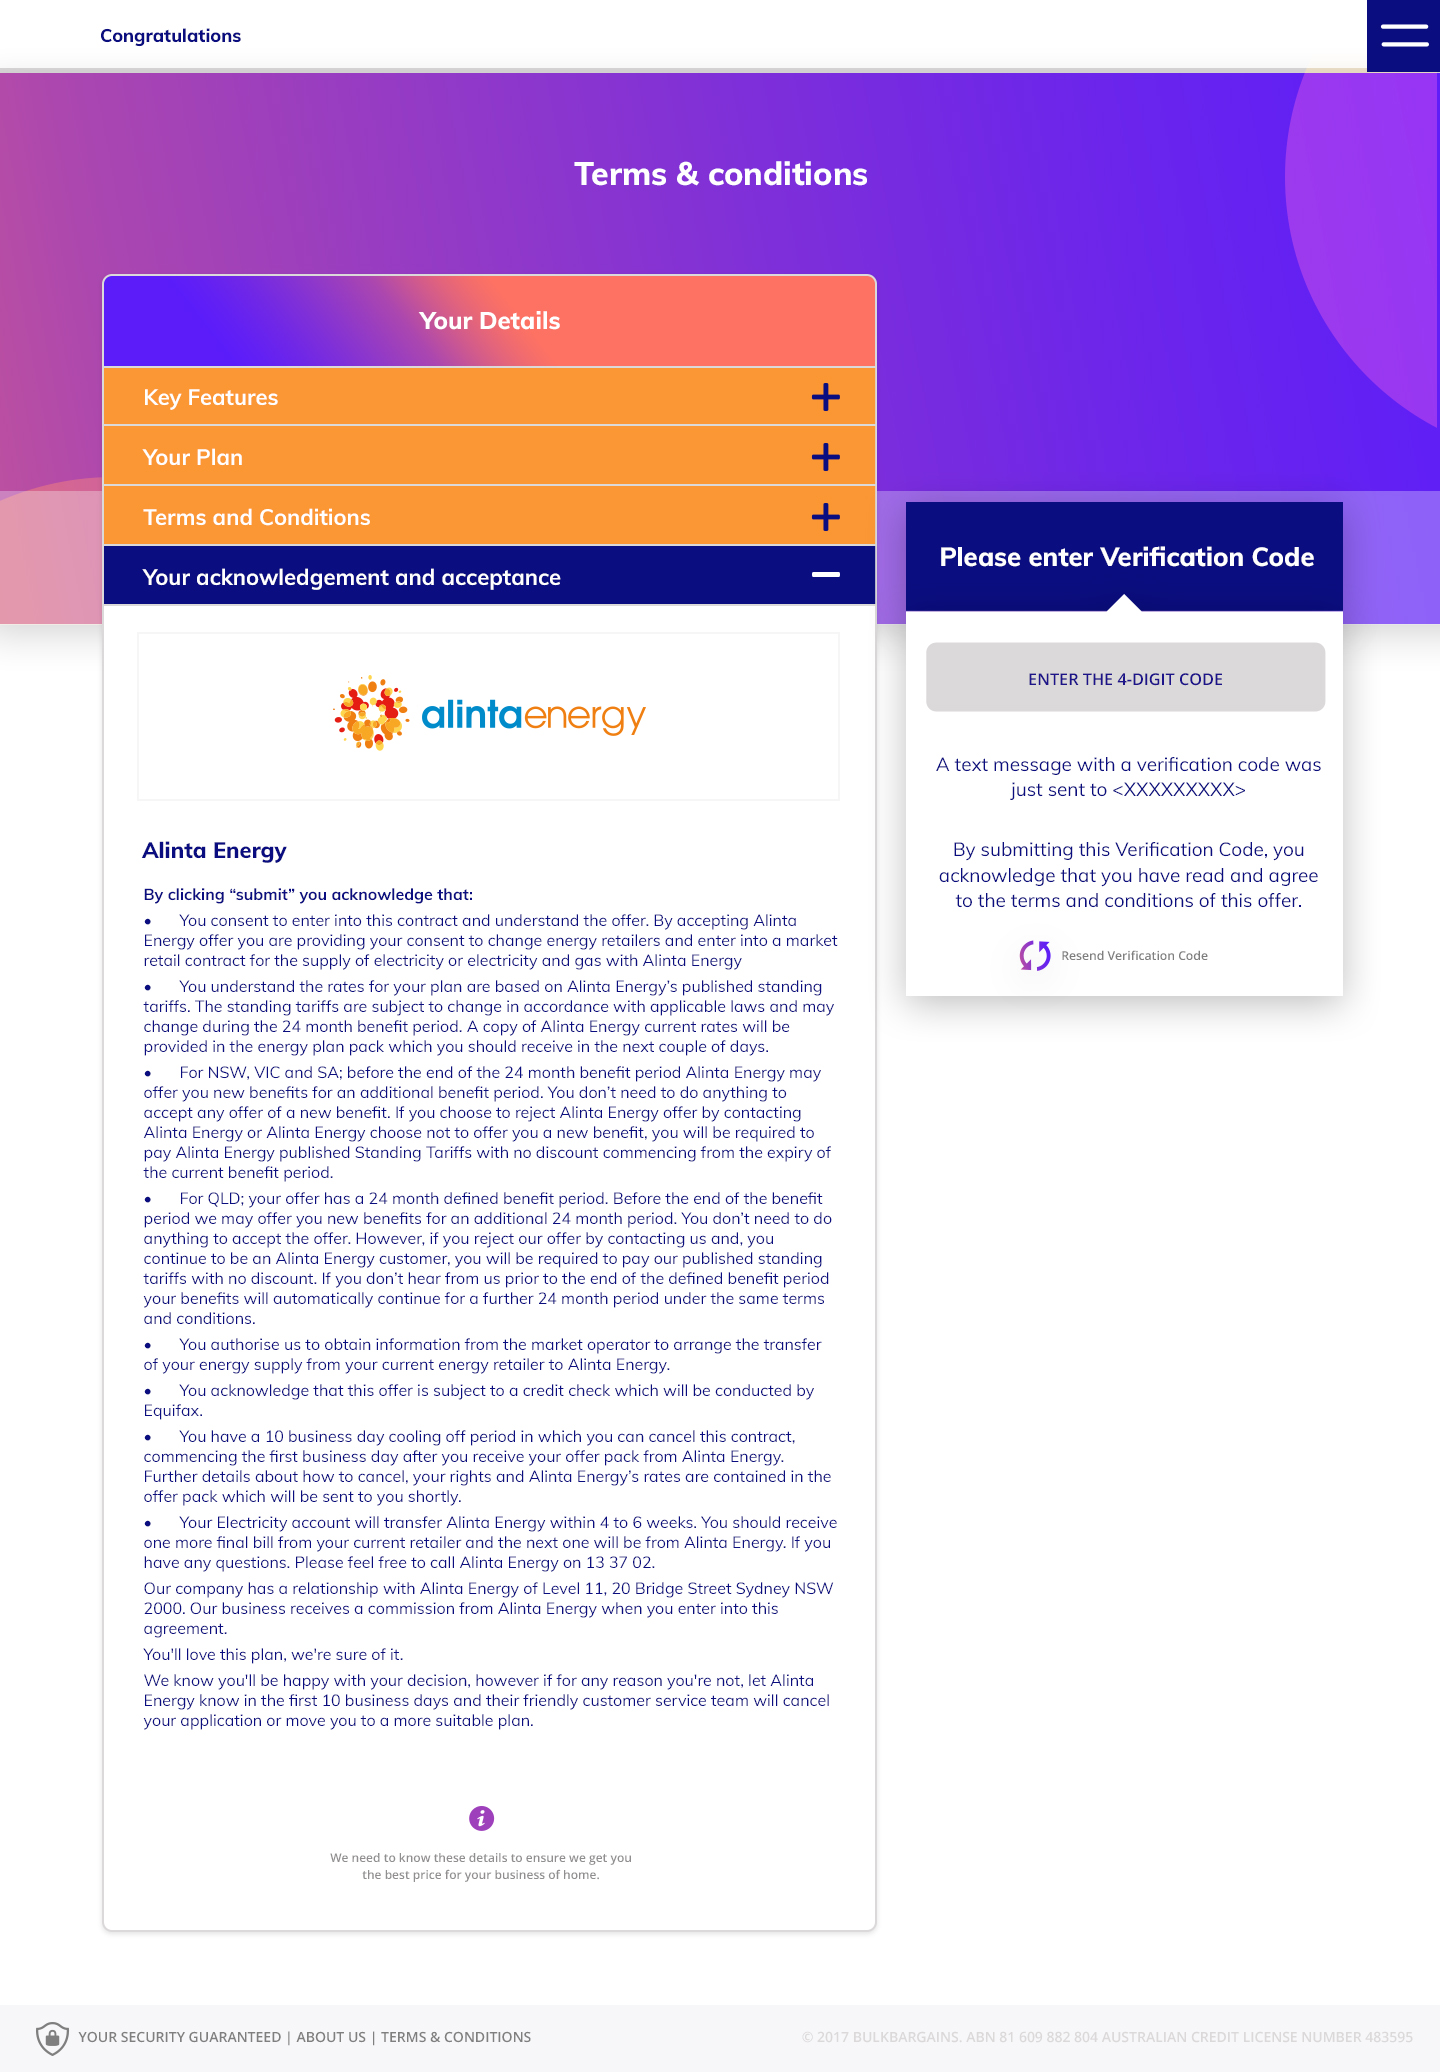 Congratulations
Terms & conditions
Your Details
Key Features
Your Plan
Terms and Conditions
Your acknowledgement and acceptance
alintaenergy
Alinta Energy
By clicking “submit” you acknowledge that:
• You consent to enter into this contract and understand the offer. By accepting Alinta
Energy offer you are providing your consent to change energy retailers and enter into a market
retail contract for the supply of electricity or electricity and gas with Alinta Energy
• You understand the rates for your plan are based on Alinta Energy’s published standing
tariffs. The standing tariffs are subject to change in accordance with applicable laws and may
change during the 24 month benefit period. A copy of Alinta Energy current rates will be
provided in the energy plan pack which you should receive in the next couple of days.
• For NSW, VIC and SA; before the end of the 24 month benefit period Alinta Energy may
offer you new benefits for an additional benefit period. You don’t need to do anything to
accept any offer of a new benefit. If you choose to reject Alinta Energy offer by contacting
Alinta Energy or Alinta Energy choose not to offer you a new benefit, you will be required to
pay Alinta Energy published Standing Tariffs with no discount commencing from the expiry of
the current benefit period.
• For QLD; your offer has a 24 month defined benefit period. Before the end of the benefit
period we may offer you new benefits for an additional 24 month period. You don’t need to do
anything to accept the offer. However, if you reject our offer by contacting us and, you
continue to be an Alinta Energy customer, you will be required to pay our published standing
tariffs with no discount. If you don’t hear from us prior to the end of the defined benefit period
your benefits will automatically continue for a further 24 month period under the same terms
and conditions.
• You authorise us to obtain information from the market operator to arrange the transfer
of your energy supply from your current energy retailer to Alinta Energy.
• You acknowledge that this offer is subject to a credit check which will be conducted by
Equifax.
• You have a 10 business day cooling off period in which you can cancel this contract,
commencing the first business day after you receive your offer pack from Alinta Energy.
Further details about how to cancel, your rights and Alinta Energy’s rates are contained in the
offer pack which will be sent to you shortly.
• Your Electricity account will transfer Alinta Energy within 4 to 6 weeks. You should receive
one more final bill from your current retailer and the next one will be from Alinta Energy. If you
have any questions. Please feel free to call Alinta Energy on 13 37 02.
Our company has a relationship with Alinta Energy of Level 11, 20 Bridge Street Sydney NSW
2000. Our business receives a commission from Alinta Energy when you enter into this
agreement.
You'll love this plan, we're sure of it.
We know you'll be happy with your decision, however if for any reason you're not, let Alinta
Energy know in the first 10 business days and their friendly customer service team will cancel
your application or move you to a more suitable plan.
i
We need to know these details to ensure we get you
the best price for your business of home.
Please enter Verification Code
ENTER THE 4-DIGIT CODE
A text message with a verification code was
just sent to <XXXXXXXXX>
By submitting this Verification Code, you
acknowledge that you have read and agree
to the terms and conditions of this offer.
Resend Verification Code
YOUR SECURITY GUARANTEED | ABOUT US | TERMS & CONDITIONS
© 2017 BULKBARGAINS. ABN 81 609 882 804 AUSTRALIAN CREDIT LICENSE NUMBER 483595